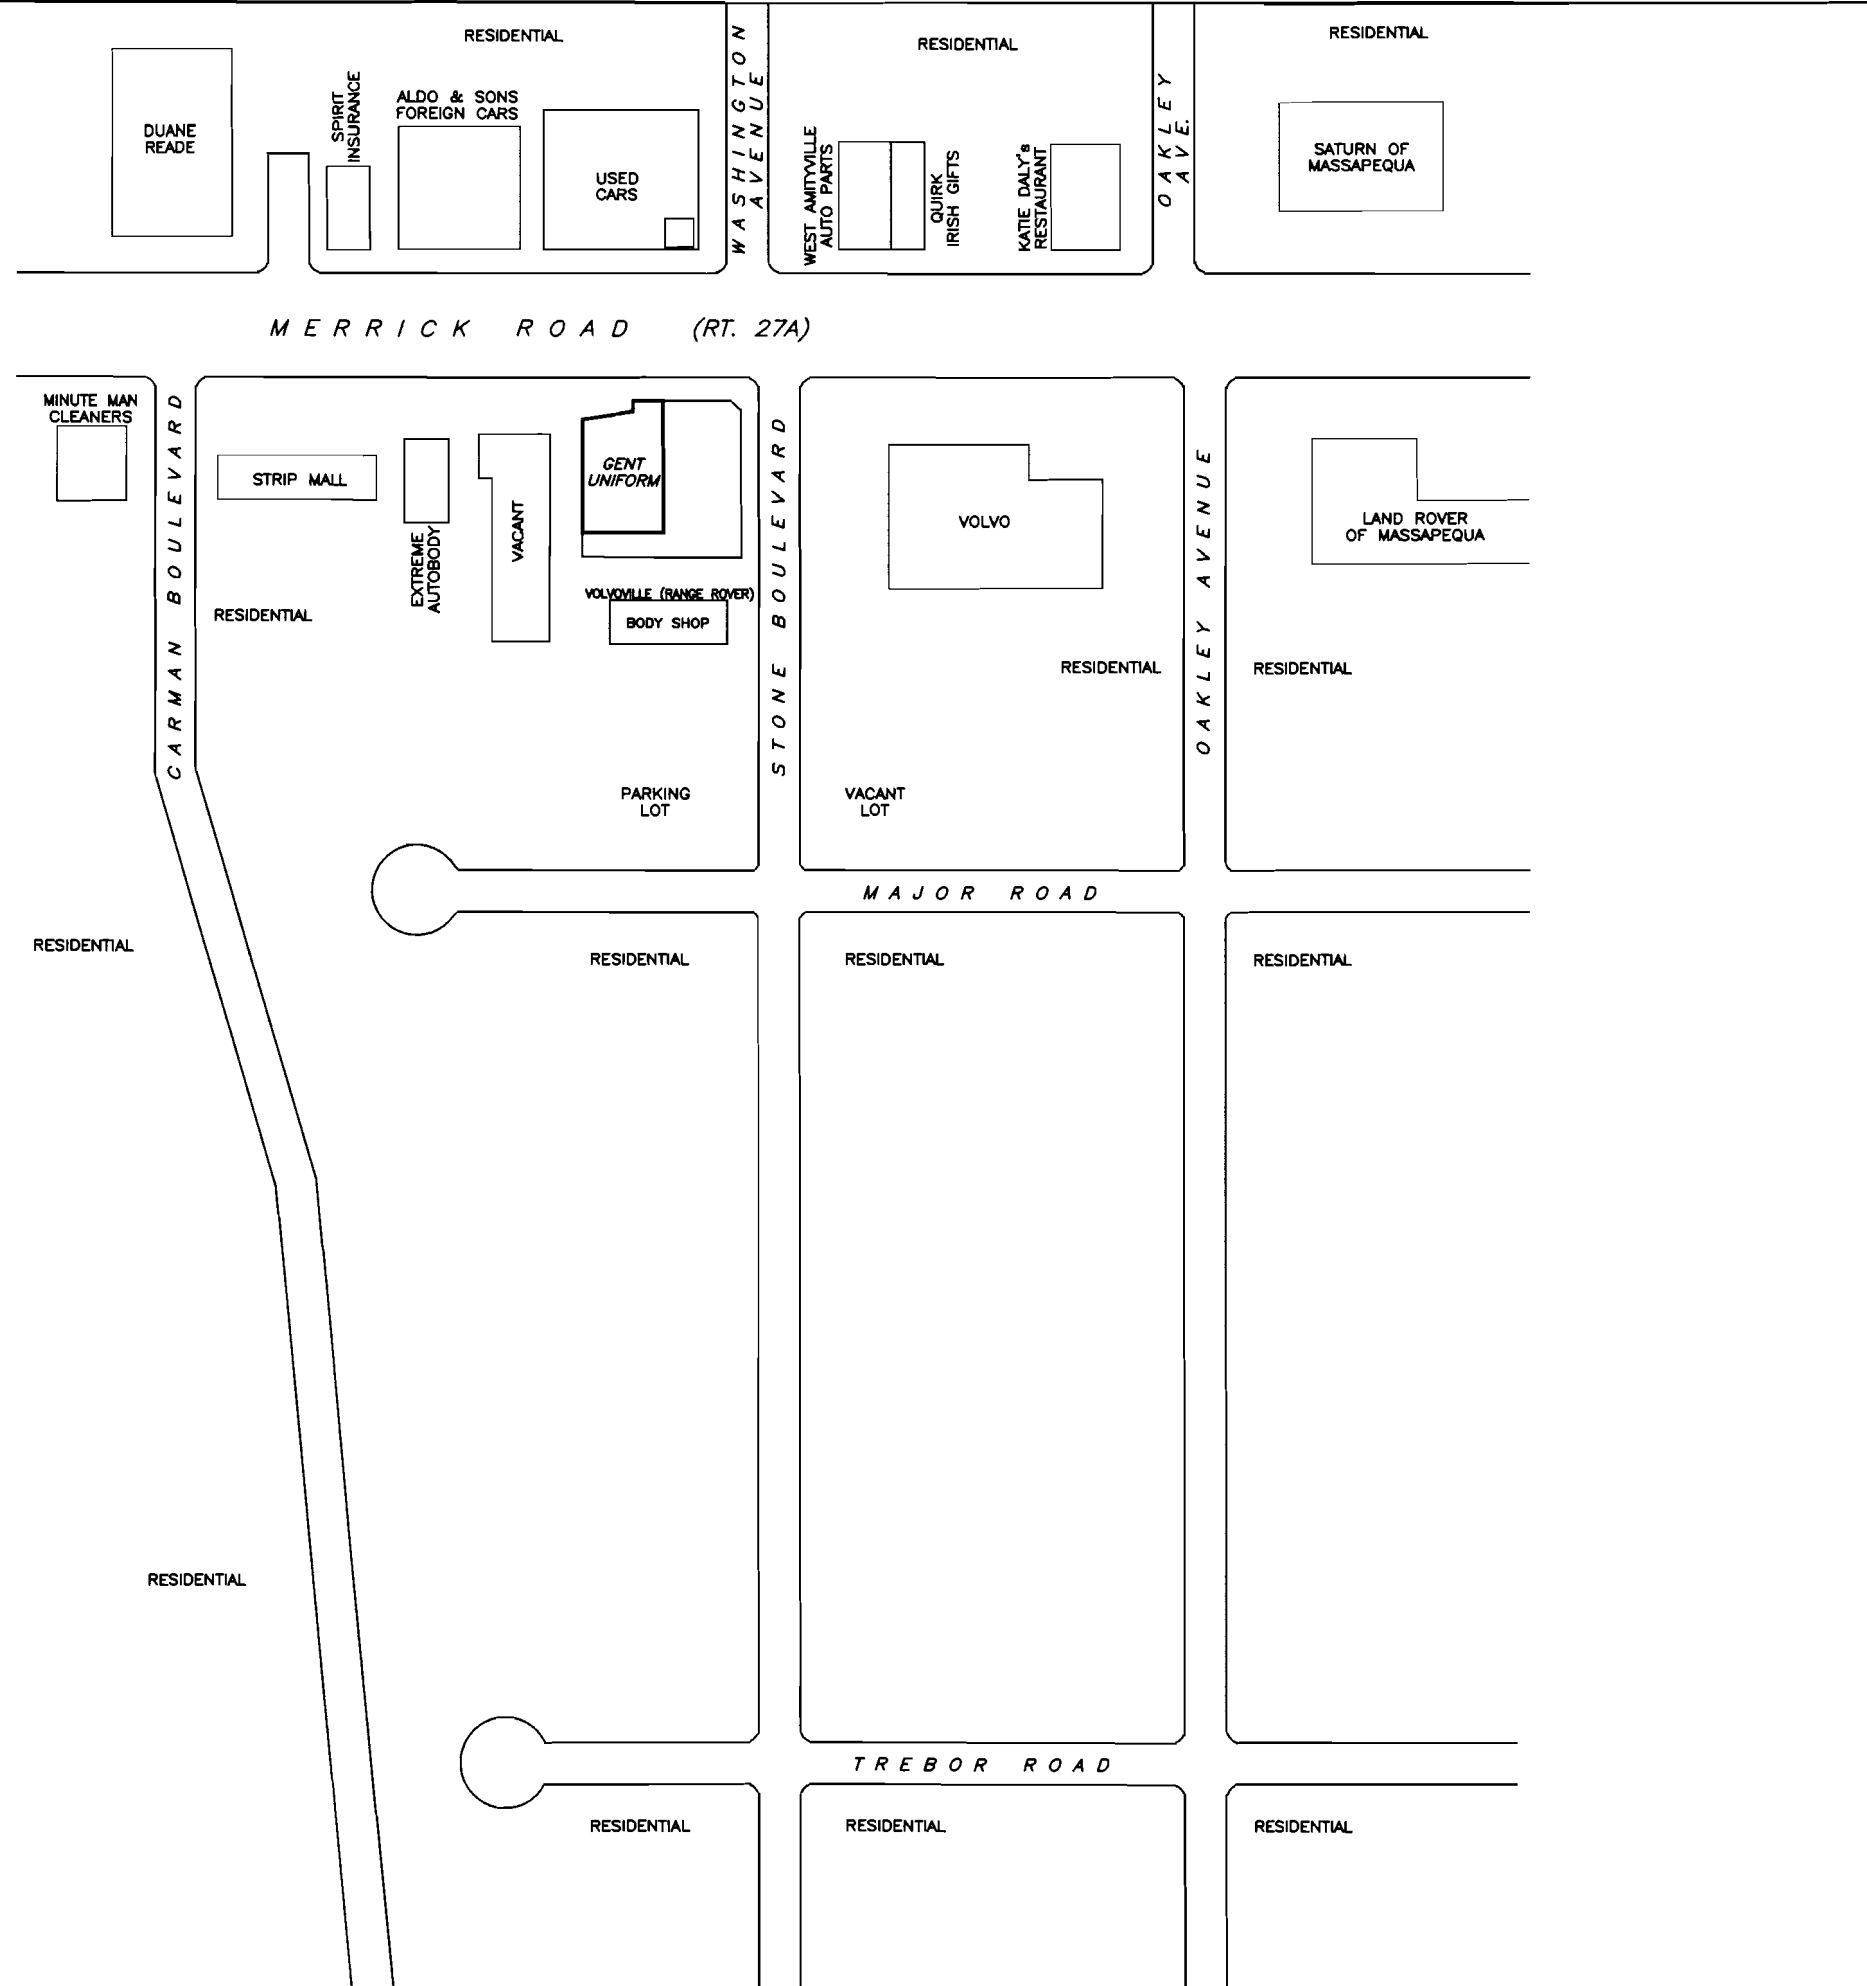 RESIDENTIAL
RESIDENTIAL
RESIDENTIAL
DUANE
READE
SPIRIT
INSURANCE
ALDO & SONS
FOREIGN CARS
USED
CARS
WASHINGTON
AVENUE
WEST AMITYVILLE
AUTO PARTS
QUIRK
IRISH GIFTS
KATIE DALY's
RESTAURANT
OAKLEY
AVE.
SATURN OF
MASSAPEQUA
MERRICK ROAD (RT. 27A)
MINUTE MAN
CLEANERS
CARMAN BOULEVARD
STRIP MALL
EXTREME
AUTOBODY
VACANT
GENT
UNIFORM
VOLVOVILLE (RANGE ROVER)
BODY SHOP
STONE BOULEVARD
VOLVO
OAKLEY AVENUE
LAND ROVER
OF MASSAPEQUA
RESIDENTIAL
RESIDENTIAL
RESIDENTIAL
PARKING
LOT
VACANT
LOT
MAJOR ROAD
RESIDENTIAL
RESIDENTIAL
RESIDENTIAL
RESIDENTIAL
RESIDENTIAL
TREBOR ROAD
RESIDENTIAL
RESIDENTIAL
RESIDENTIAL